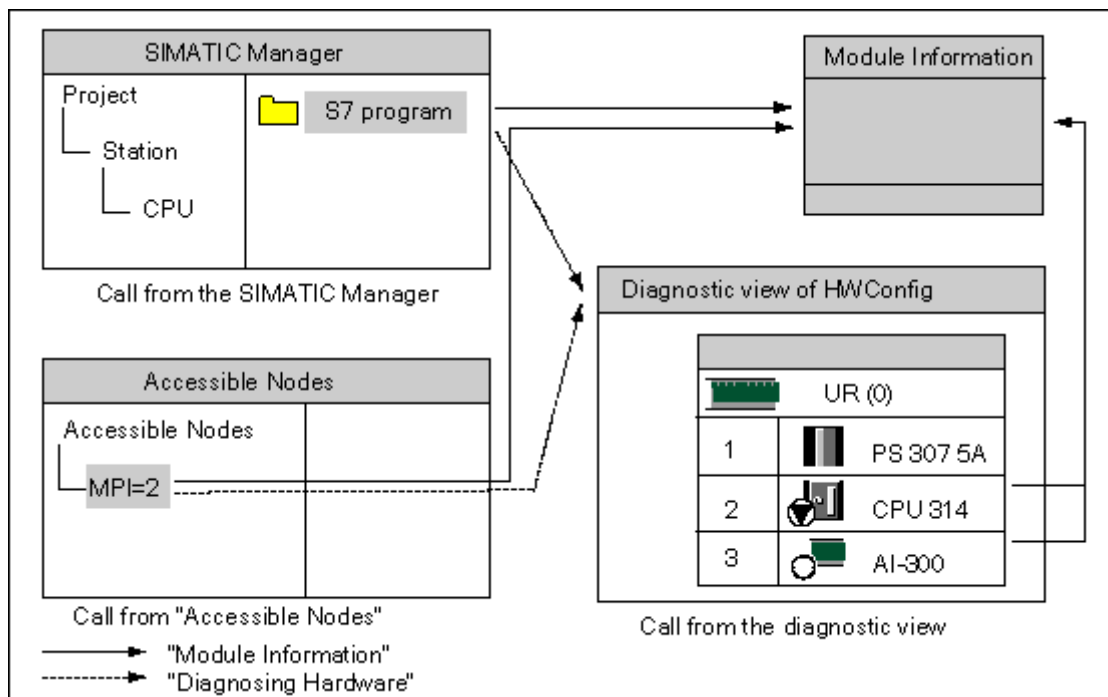 SIMATIC Manager
Project
Station
CPU
S7 program
Call from the SIMATIC Manager
Module Information
Accessible Nodes
Accessible Nodes
MPI=2
Call from "Accessible Nodes"
Diagnostic view of HWConfig
UR (0)
1 PS 307 5A
2 CPU 314
3 AI-300
Call from the diagnostic view
"Module Information"
"Diagnosing Hardware"